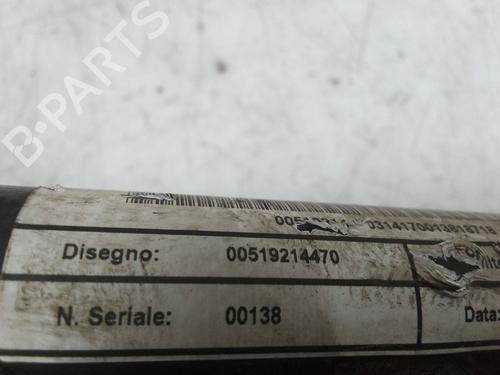 B-PARTS
Disegno: 00519214470
N. Seriale: 00138 Data: